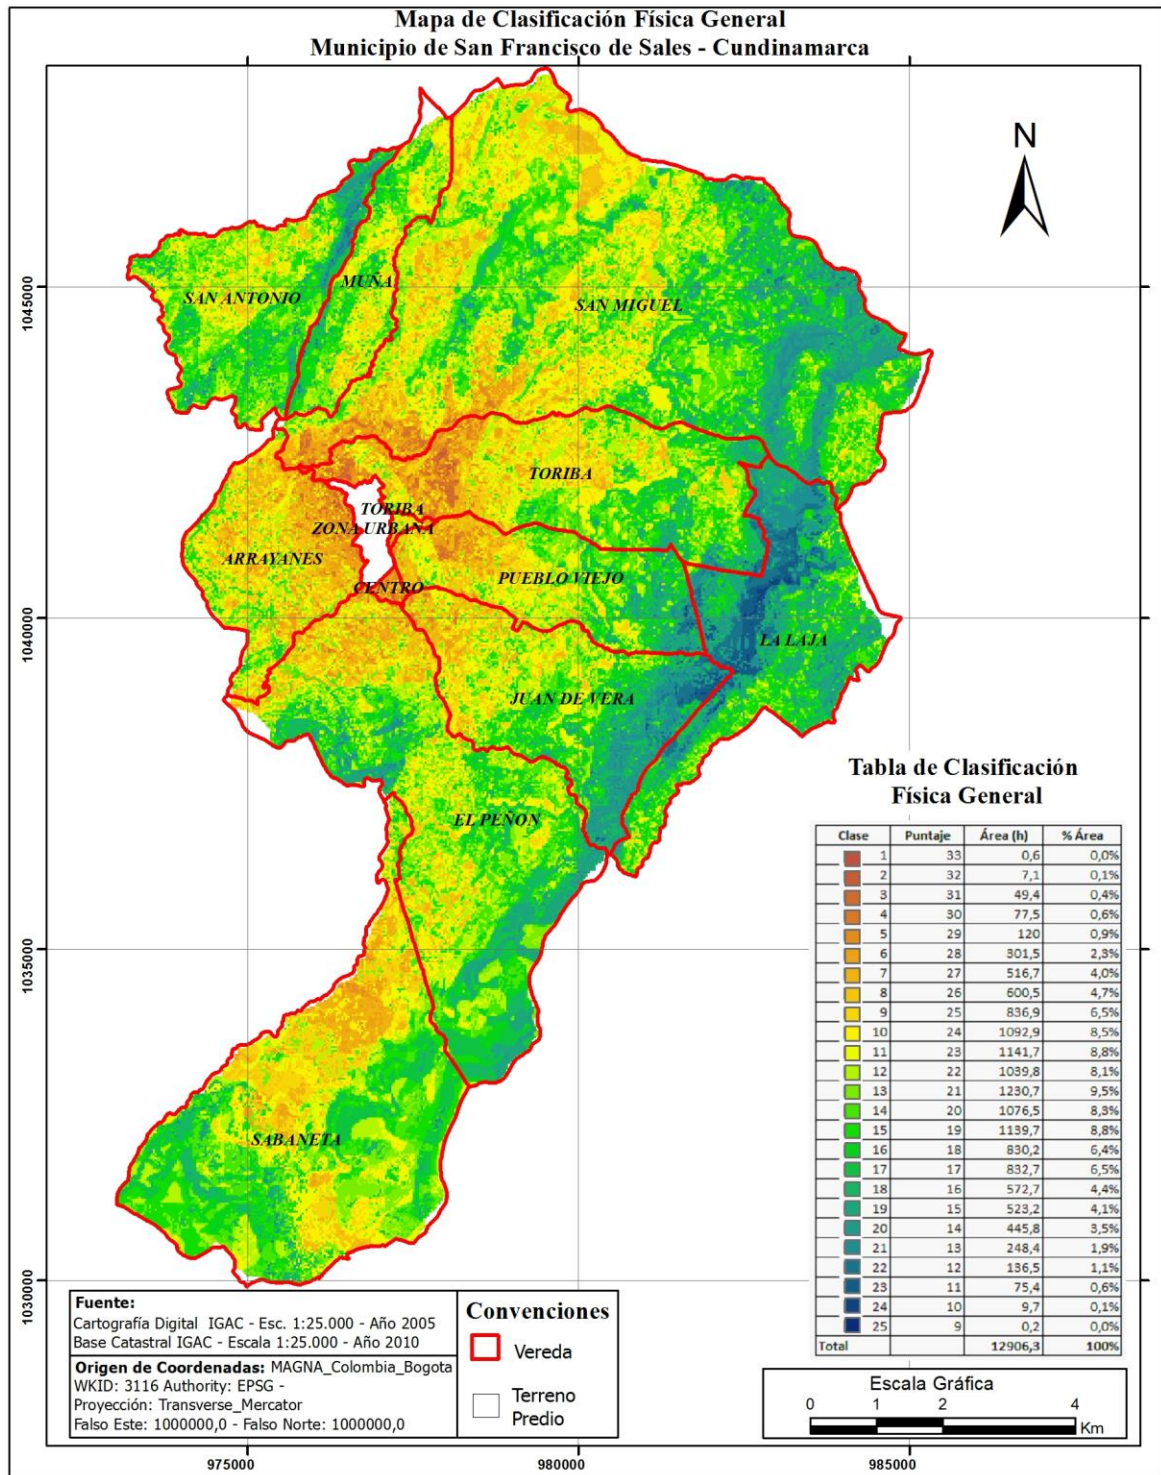 Mapa de Clasificación Física General
Municipio de San Francisco de Sales - Cundinamarca
N
1045000
1040000
1035000
1030000
SAN ANTONIO
MUÑA
SAN MIGUEL
TORIBA
TORIBA
ZONA URBANA
ARRAYANES
PUEBLO VIEJO
CENTRO
LA LAJA
JUAN DE VERA
EL PEÑON
SABANETA
Tabla de Clasificación
Física General
Clase Puntaje Área (h) % Área
1 33 0,6 0,0%
2 32 7,1 0,1%
3 31 49,4 0,4%
4 30 77,5 0,6%
5 29 120 0,9%
6 28 301,5 2,3%
7 27 516,7 4,0%
8 26 600,5 4,7%
9 25 836,9 6,5%
10 24 1092,9 8,5%
11 23 1141,7 8,8%
12 22 1039,8 8,1%
13 21 1230,7 9,5%
14 20 1076,5 8,3%
15 19 1139,7 8,8%
16 18 830,2 6,4%
17 17 832,7 6,5%
18 16 572,7 4,4%
19 15 523,2 4,1%
20 14 445,8 3,5%
21 13 248,4 1,9%
22 12 136,5 1,1%
23 11 75,4 0,6%
24 10 9,7 0,1%
25 9 0,2 0,0%
Total 12906,3 100%
Fuente:
Cartografía Digital IGAC - Esc. 1:25.000 - Año 2005
Base Catastral IGAC - Escala 1:25.000 - Año 2010
Origen de Coordenadas: MAGNA_Colombia_Bogota
WKID: 3116 Authority: EPSG -
Proyección: Transverse_Mercator
Falso Este: 1000000,0 - Falso Norte: 1000000,0
Convenciones
Vereda
Terreno
Predio
Escala Gráfica
0 1 2 4
Km
975000 980000 985000